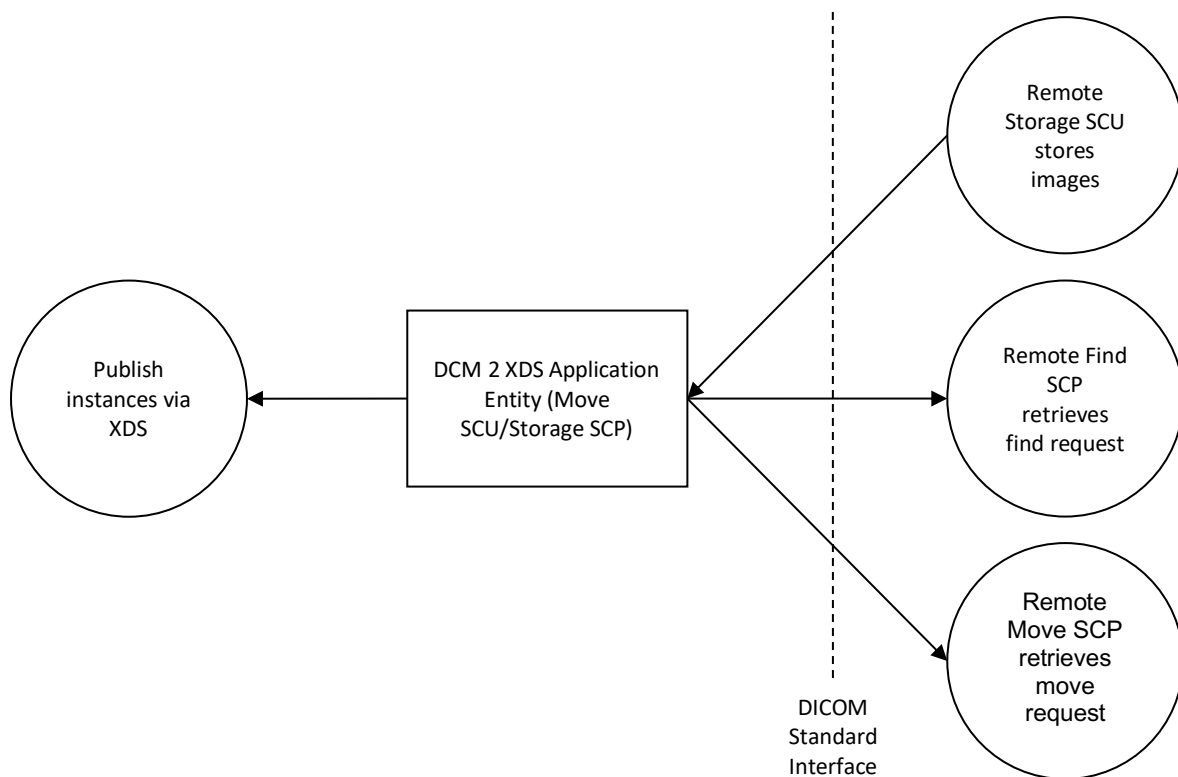 Remote
Storage SCU
stores
images
Publish
instances via
XDS
DCM 2 XDS Application
Entity (Move
SCU/Storage SCP)
Remote Find
SCP
retrieves
find request
Remote
Move SCP
retrieves
move
request
DICOM
Standard
Interface